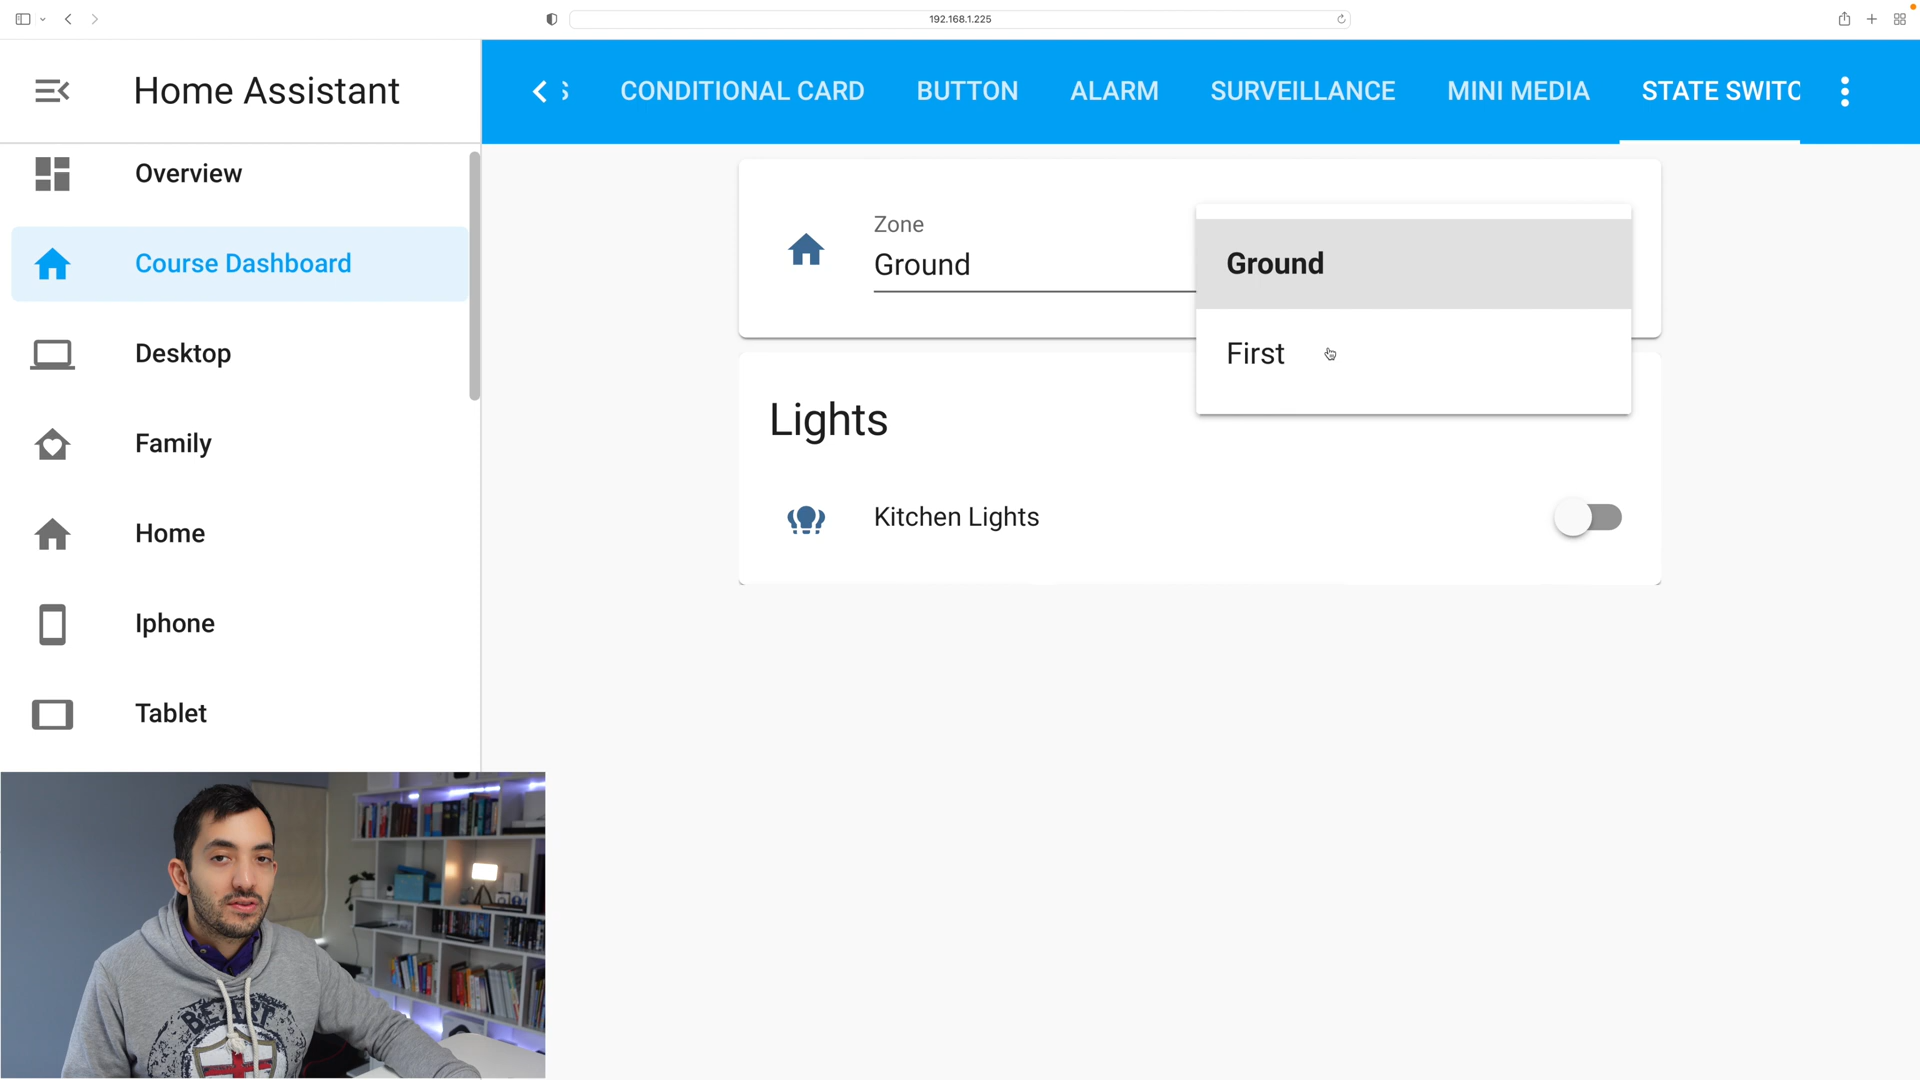 192.168.1.225
Home Assistant
S
CONDITIONAL CARD
BUTTON
ALARM
SURVEILLANCE
MINI MEDIA
STATE SWITC
Overview
Course Dashboard
Desktop
Family
Home
Iphone
Tablet
Zone
Ground
Ground
First
Lights
Kitchen Lights